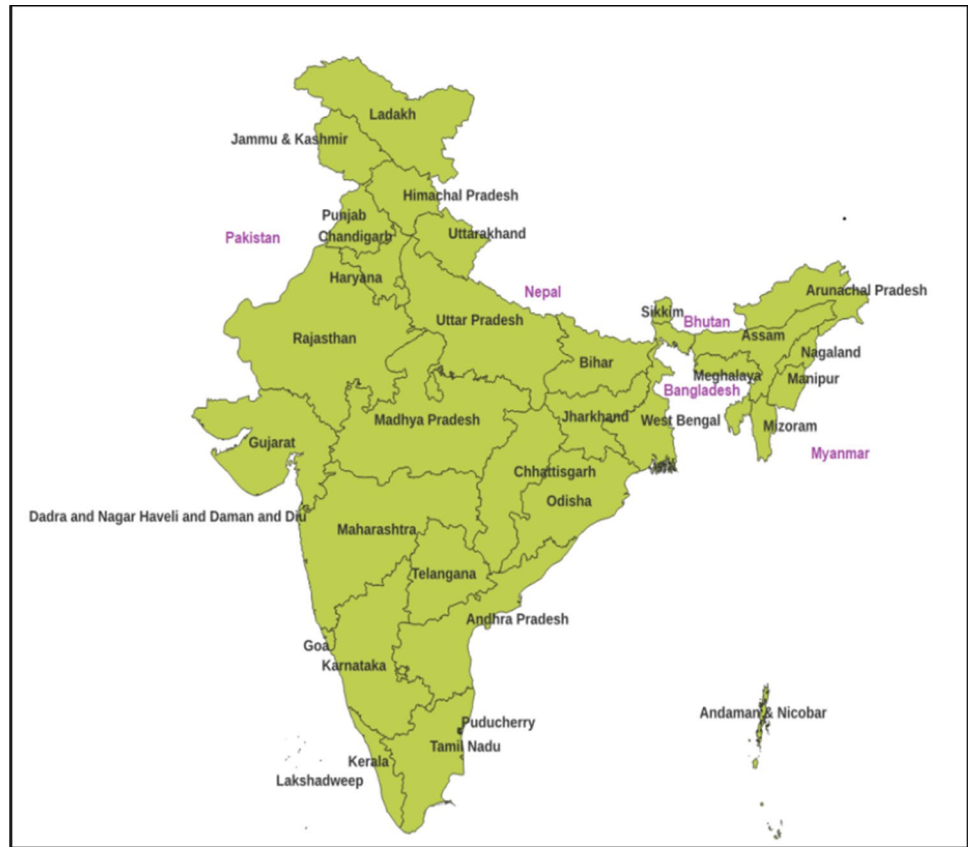 Ladakh
Jammu & Kashmir
Himachal Pradesh
Punjab
Uttarakhand
Chandigarh
Pakistan
Haryana
Nepal
Arunachal Pradesh
Sikkim
Uttar Pradesh
Bhutan
Assam
Rajasthan
Nagaland
Bihar
Meghalaya
Manipur
Bangladesh
Jharkhand
Madhya Pradesh
West Bengal
Mizoram
Gujarat
Myanmar
Chhattisgarh
Odisha
Dadra and Nagar Haveli and Daman and Diu
Maharashtra
Telangana
Andhra Pradesh
Goa
Karnataka
Andaman & Nicobar
Puducherry
Tamil Nadu
Kerala
Lakshadweep